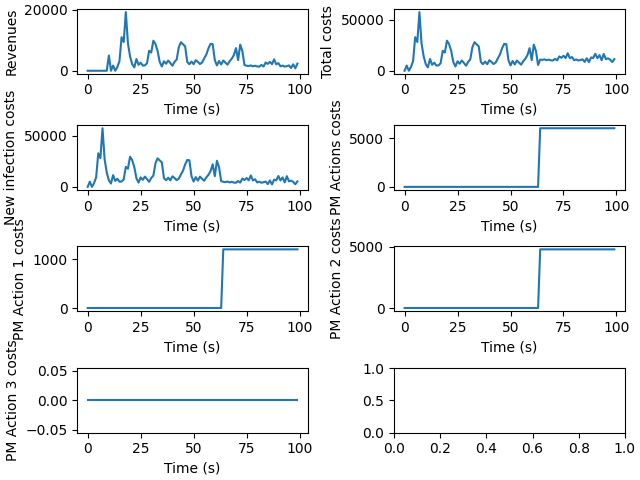 Revenues
20000
0
0 25 50 75 100
Time (s)
Total costs
50000
0
0 25 50 75 100
Time (s)
New infection costs
50000
0
0 25 50 75 100
Time (s)
PM Actions costs
5000
0
0 25 50 75 100
Time (s)
PM Action 1 costs
1000
0
0 25 50 75 100
Time (s)
PM Action 2 costs
5000
0
0 25 50 75 100
Time (s)
PM Action 3 costs
0.05
0.00
−0.05
0 25 50 75 100
Time (s)
1.0
0.5
0.0
0.0 0.2 0.4 0.6 0.8 1.0